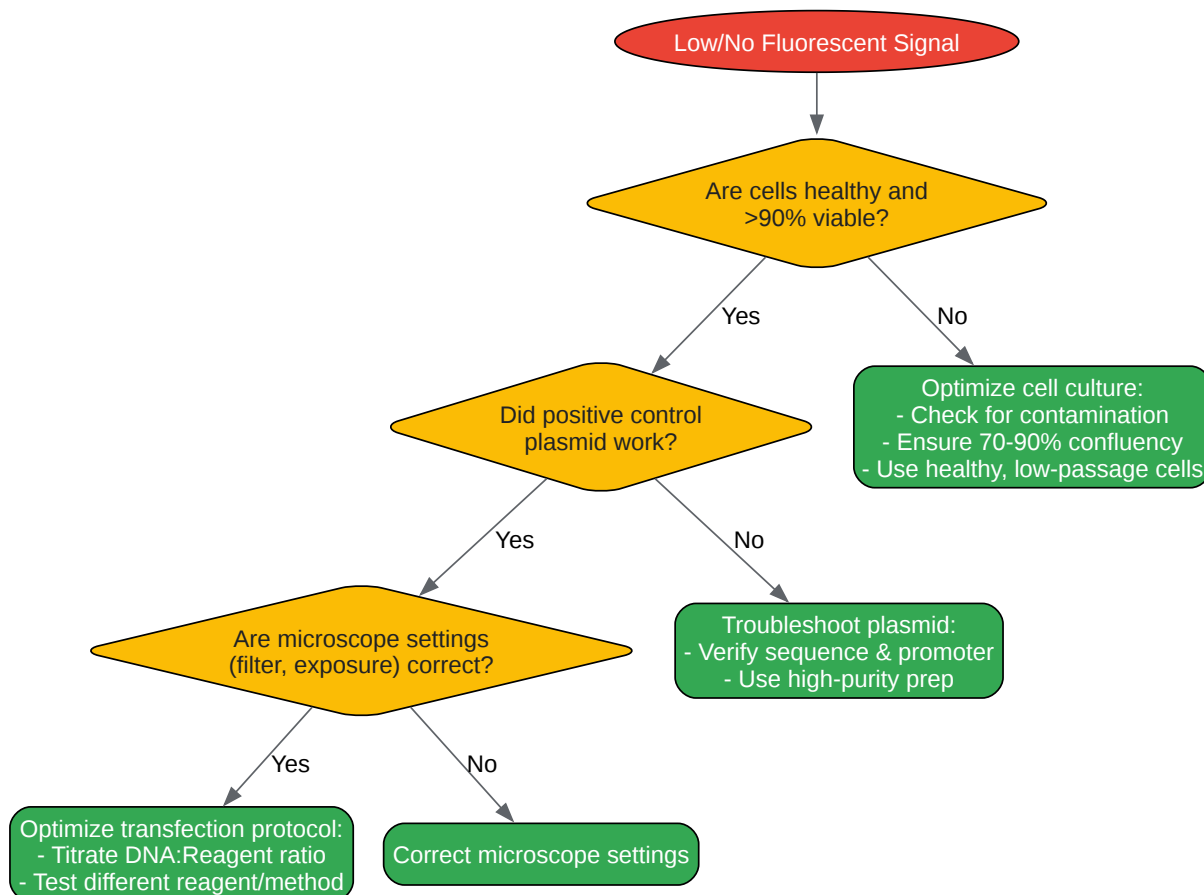 Low/No Fluorescent Signal
Are cells healthy and
>90% viable?
Yes
No
Optimize cell culture:
- Check for contamination
- Ensure 70-90% confluency
- Use healthy, low-passage cells
Did positive control
plasmid work?
Yes
No
Troubleshoot plasmid:
- Verify sequence & promoter
- Use high-purity prep
Are microscope settings
(filter, exposure) correct?
Yes
No
Optimize transfection protocol:
- Titrate DNA:Reagent ratio
- Test different reagent/method
Correct microscope settings